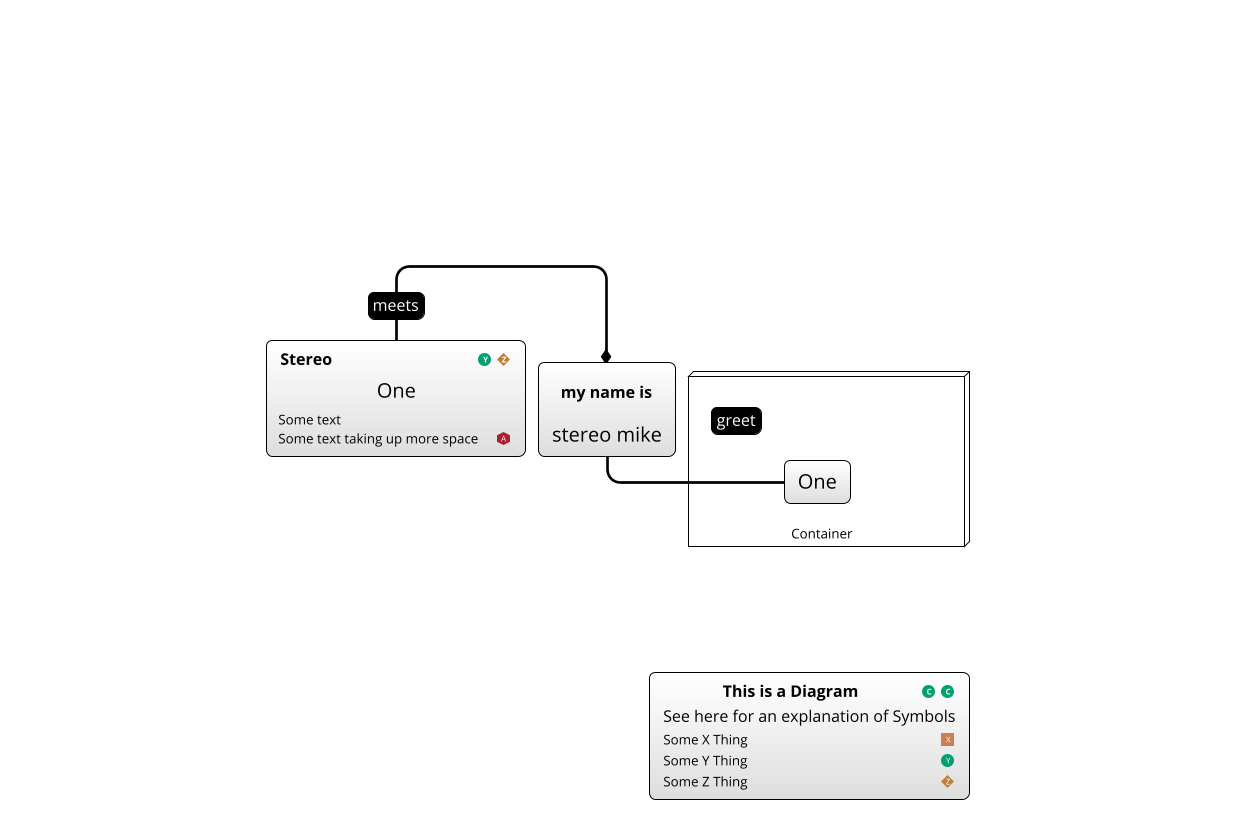 meets
Stereo Y Z
One
Some text
Some text taking up more space A
my name is
stereo mike
greet
One
Container
This is a Diagram C C
See here for an explanation of Symbols
Some X Thing X
Some Y Thing Y
Some Z Thing Z